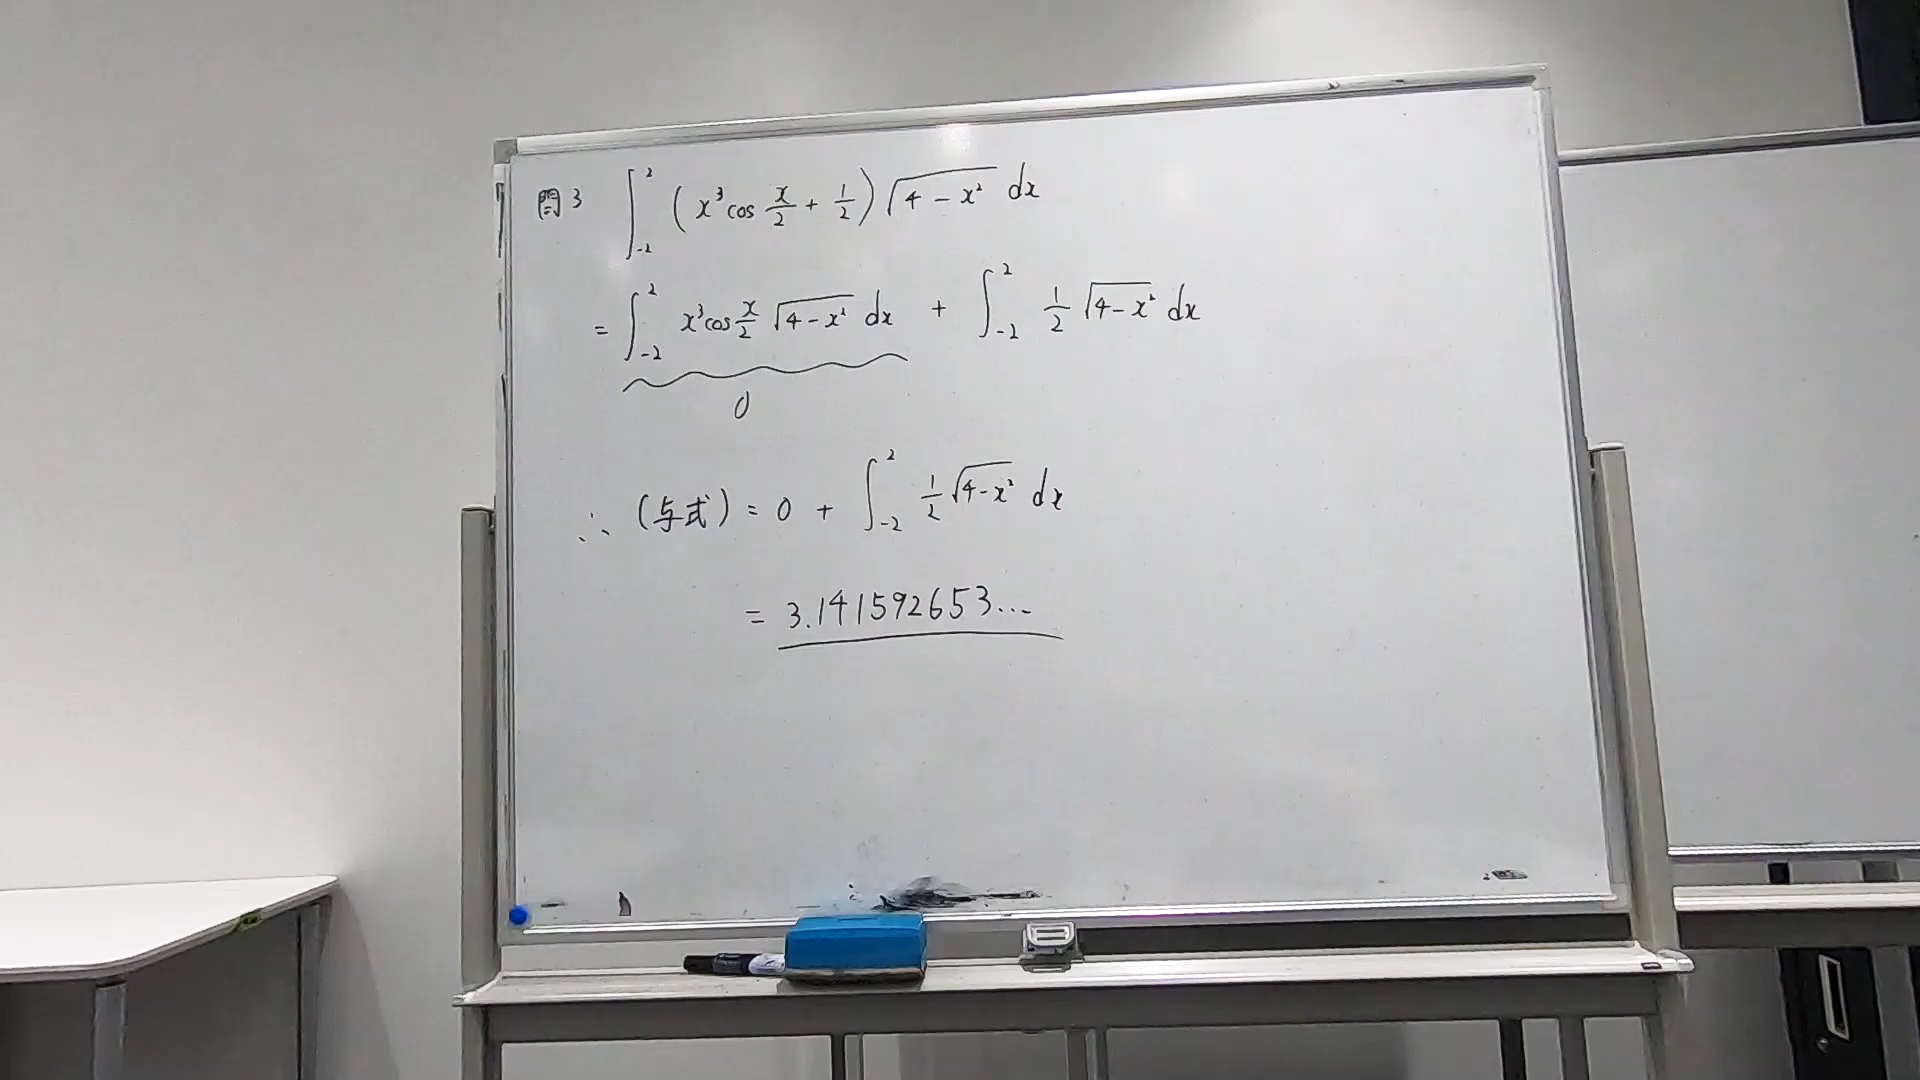 問3 ∫_{-2}^{2} (x³cos x/2 + 1/2) √(4-x²) dx
= ∫_{-2}^{2} x³cos x/2 √(4-x²) dx + ∫_{-2}^{2} 1/2 √(4-x²) dx
0
∴ (与式) = 0 + ∫_{-2}^{2} 1/2 √(4-x²) dx
= 3.141592653...